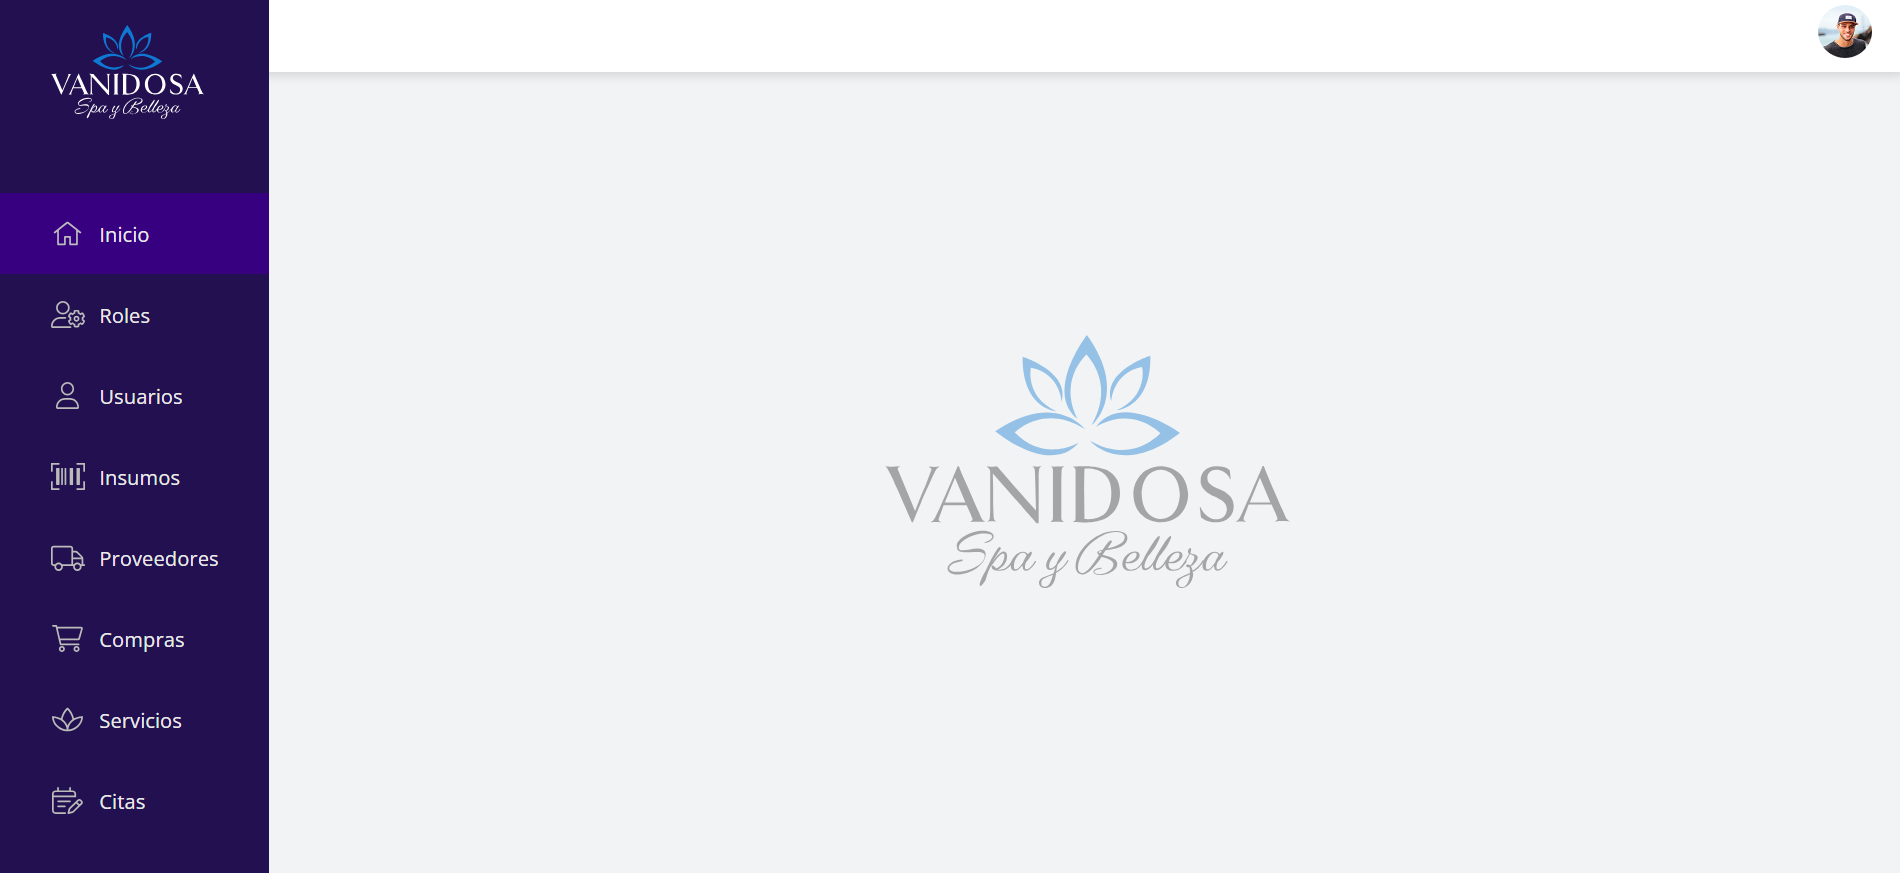 VANIDOSA
Spa y Belleza
Inicio
Roles
Usuarios
Insumos
Proveedores
Compras
Servicios
Citas
VANIDOSA
Spa y Belleza